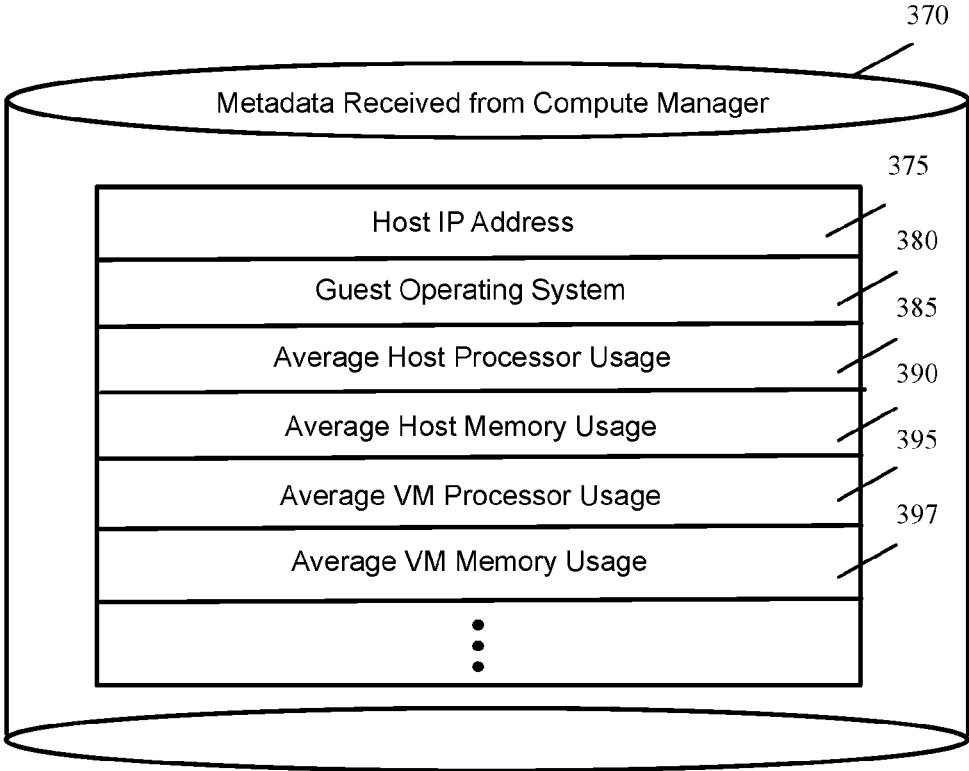 370
Metadata Received from Compute Manager
375
Host IP Address
380
Guest Operating System
385
Average Host Processor Usage
390
Average Host Memory Usage
395
Average VM Processor Usage
397
Average VM Memory Usage